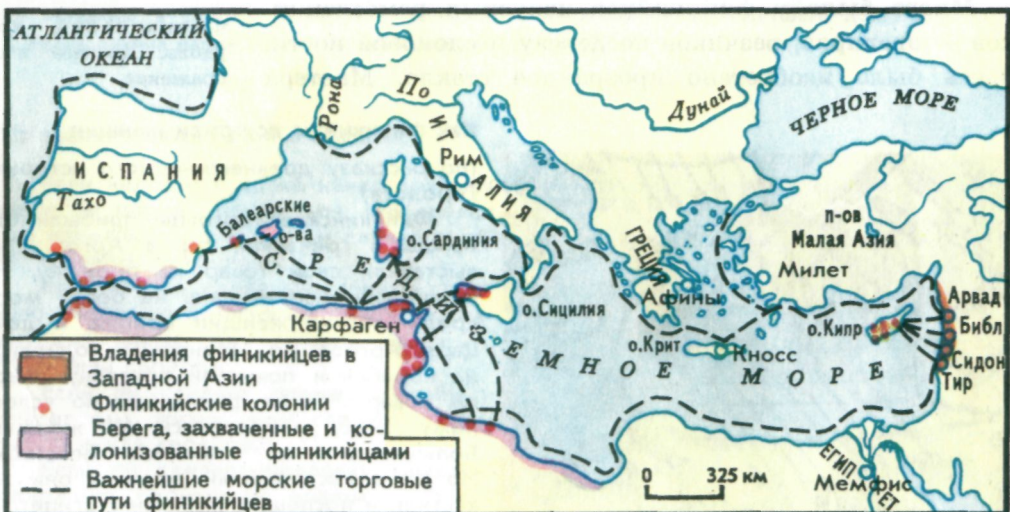 АТЛАНТИЧЕСКИЙ
ОКЕАН
ИСПАНИЯ
Тахо
Рона
По
ИТАЛИЯ
Рим
Дунай
ЧЕРНОЕ МОРЕ
п-ов
Малая Азия
Милет
ГРЕЦИЯ
Афины
Балеарские
о-ва
о.Сардиния
о.Сицилия
Карфаген
СРЕДИЗЕМНОЕ МОРЕ
о.Крит
Кносс
о.Кипр
Арвад
Библ
Сидон
Тир
ЕГИПЕТ
Мемфис
0 325 км
Владения финикийцев в
Западной Азии
Финикийские колонии
Берега, захваченные и ко-
лонизованные финикийцами
Важнейшие морские торговые
пути финикийцев